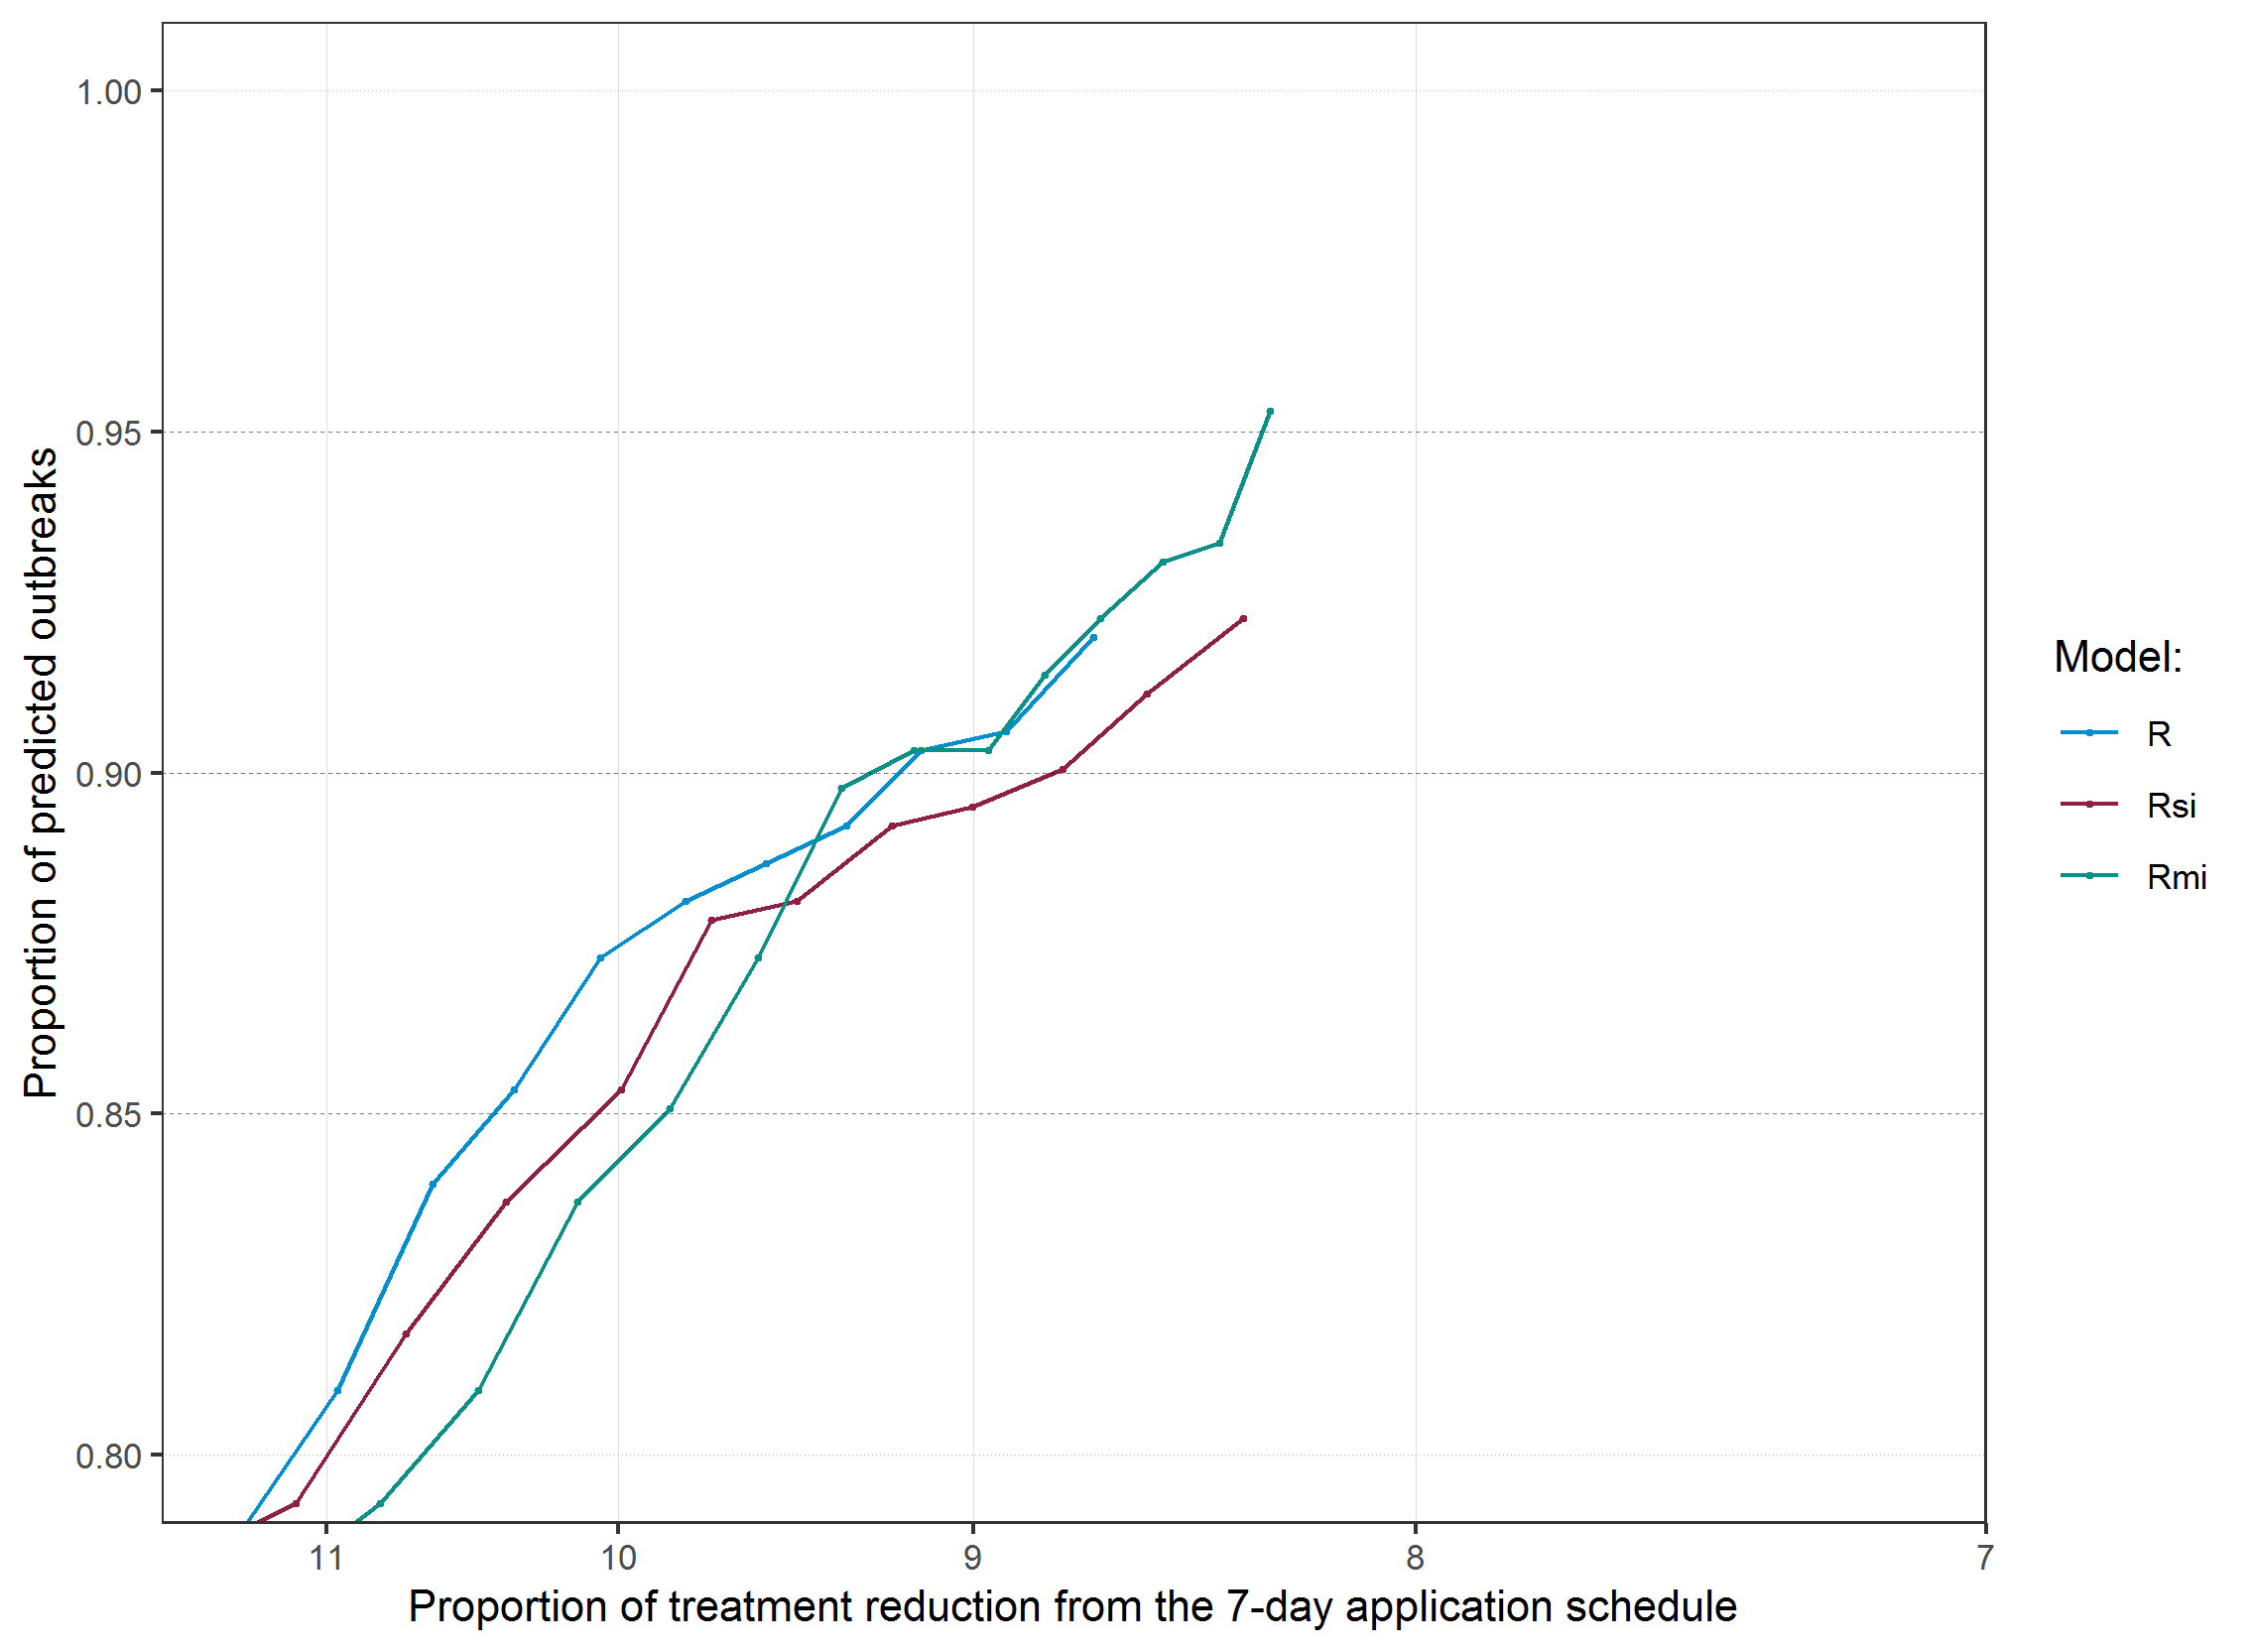 Proportion of predicted outbreaks
1.00
0.95
0.90
0.85
0.80
11 10 9 8 7
Proportion of treatment reduction from the 7-day application schedule
Model:
R
Rsi
Rmi